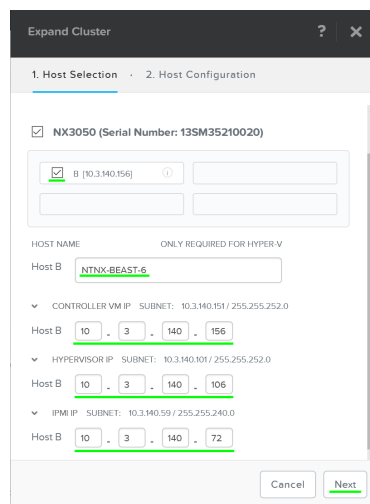 Expand Cluster ? ×
1. Host Selection · 2. Host Configuration
NX3050 (Serial Number: 13SM35210020)
B [10.3.140.156]
HOST NAME ONLY REQUIRED FOR HYPER-V
Host B NTNX-BEAST-6
CONTROLLER VM IP SUBNET: 10.3.140.151 / 255.255.252.0
Host B 10 . 3 . 140 . 156
HYPERVISOR IP SUBNET: 10.3.140.101 / 255.255.252.0
Host B 10 . 3 . 140 . 106
IPMI IP SUBNET: 10.3.140.59 / 255.255.240.0
Host B 10 . 3 . 140 . 72
Cancel Next